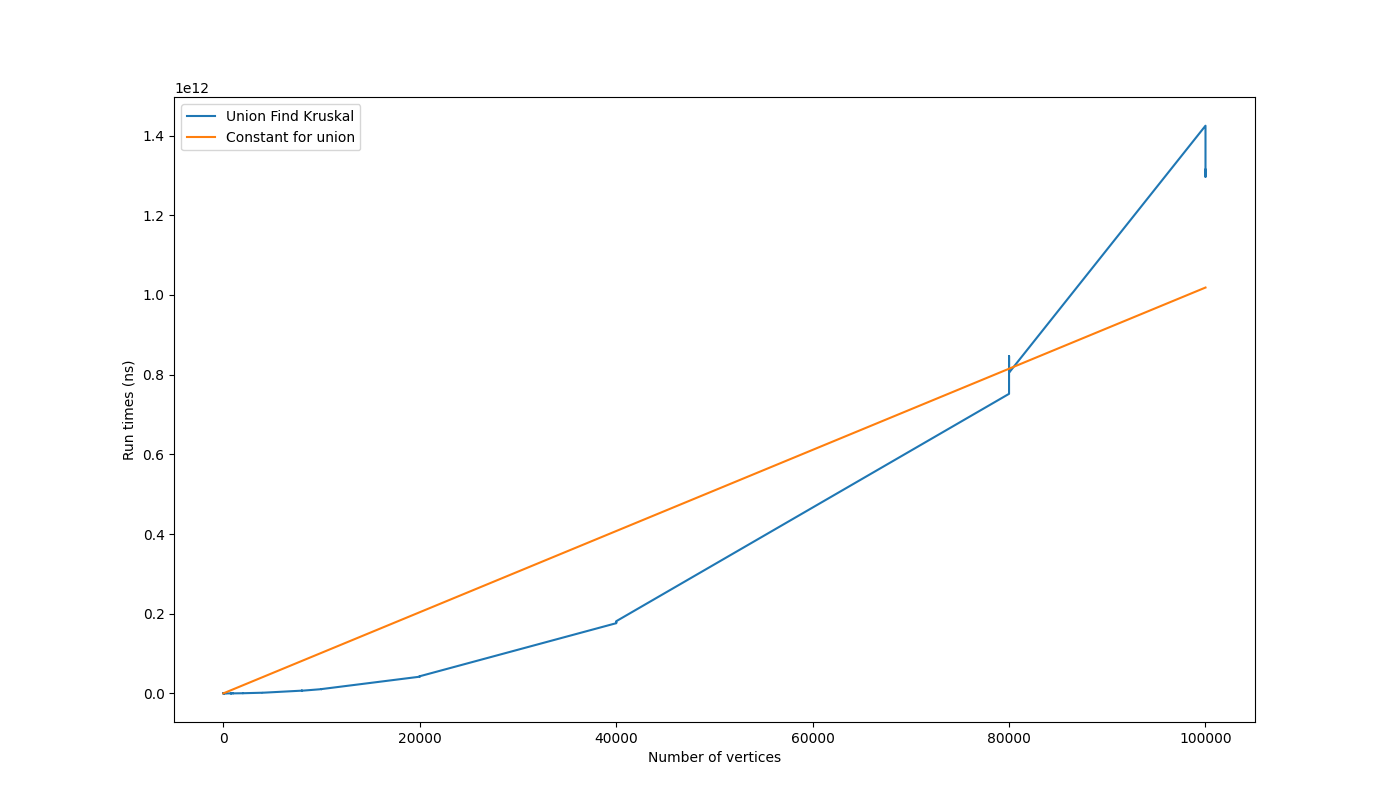 1e12
Union Find Kruskal
Constant for union
1.4
1.2
1.0
0.8
0.6
0.4
0.2
0.0
Run times (ns)
0 20000 40000 60000 80000 100000
Number of vertices